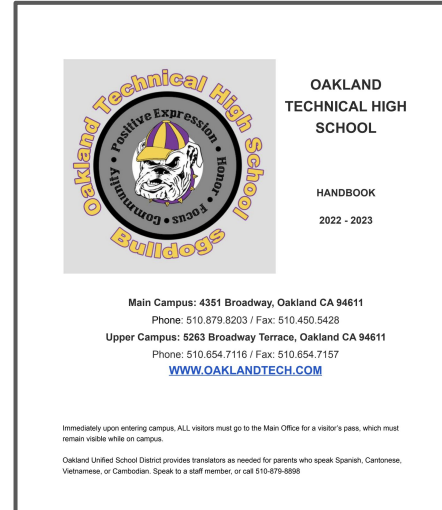 Oakland Technical High School
Positive Expression • Honor • Focus • Community •
Bulldogs
OAKLAND
TECHNICAL HIGH
SCHOOL
HANDBOOK
2022 - 2023
Main Campus: 4351 Broadway, Oakland CA 94611
Phone: 510.879.8203 / Fax: 510.450.5428
Upper Campus: 5263 Broadway Terrace, Oakland CA 94611
Phone: 510.654.7116 / Fax: 510.654.7157
WWW.OAKLANDTECH.COM
Immediately upon entering campus, ALL visitors must go to the Main Office for a visitor's pass, which must
remain visible while on campus.
Oakland Unified School District provides translators as needed for parents who speak Spanish, Cantonese,
Vietnamese, or Cambodian. Speak to a staff member, or call 510-879-8898